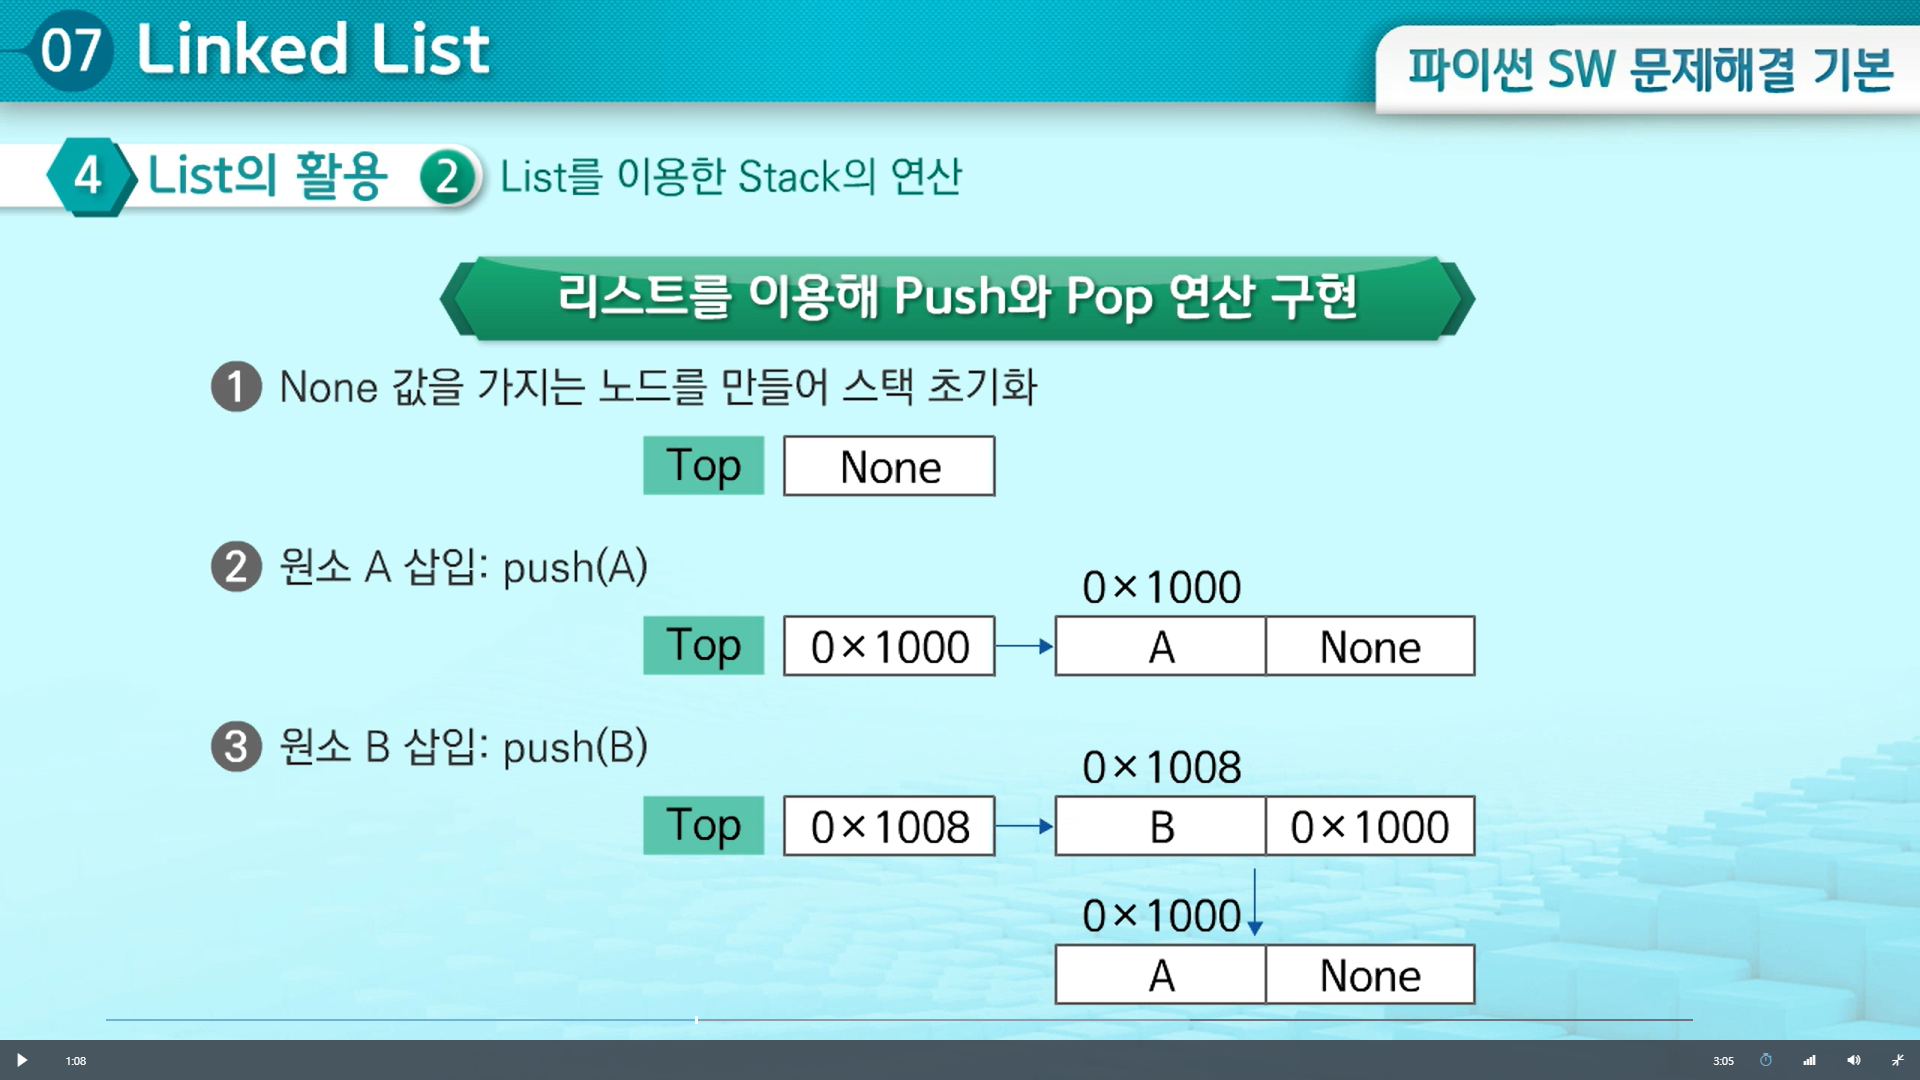 07 Linked List
파이썬 SW 문제해결 기본
4 List의 활용 2 List를 이용한 Stack의 연산
리스트를 이용해 Push와 Pop 연산 구현
1 None 값을 가지는 노드를 만들어 스택 초기화
Top None
2 원소 A 삽입: push(A)
0×1000
Top 0×1000 A None
3 원소 B 삽입: push(B)
0×1008
Top 0×1008 B 0×1000
0×1000
A None
1:08 3:05